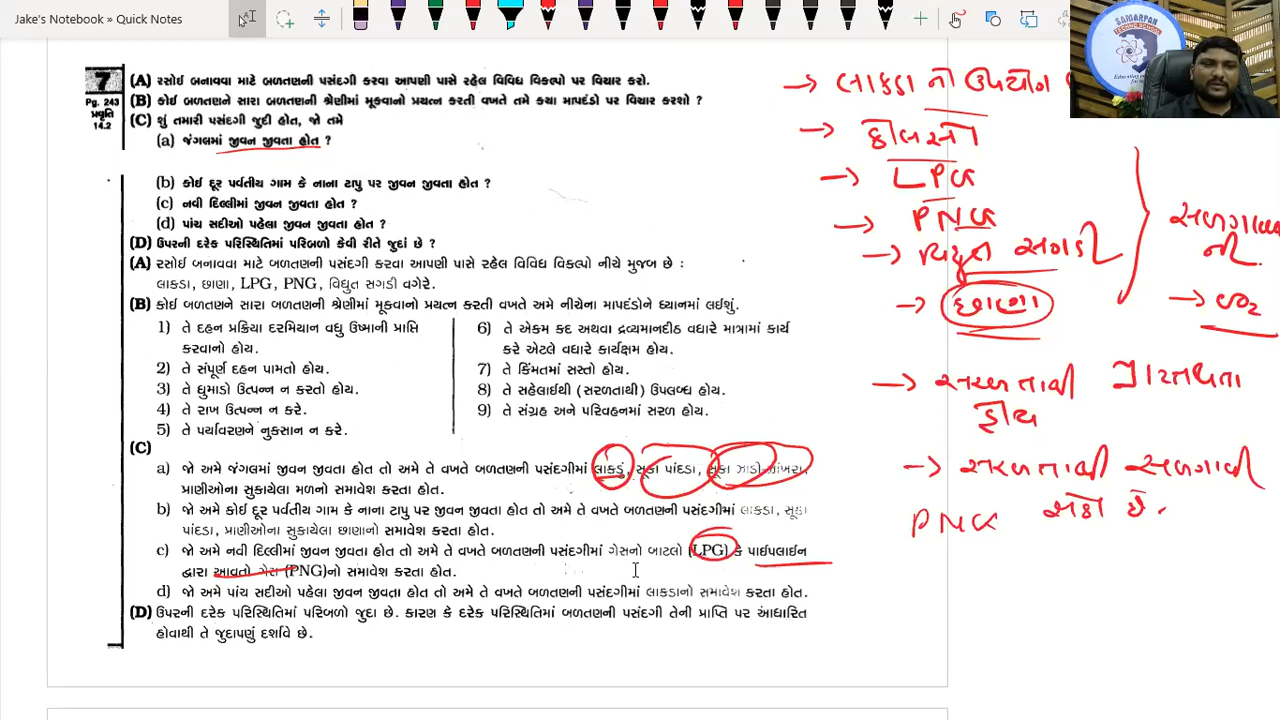 Jake's Notebook » Quick Notes
SAMARPAN
7
Pg. 243
પ્રવૃત્તિ
14.2
(A) રસોઈ બનાવવા માટે બળતણની પસંદગી કરવા આપણી પાસે રહેલ વિવિધ વિકલ્પો પર વિચાર કરો.
(B) કોઈ બળતણને સારા બળતણની શ્રેણીમાં મૂકવાનો પ્રયત્ન કરતી વખતે તમે કયા માપદંડો પર વિચાર કરશો ?
(C) શું તમારી પસંદગી જુદી હોત, જો તમે
(a) જંગલમાં જીવન જીવતા હોત ?
(b) કોઈ દૂર પર્વતીય ગામ કે નાના ટાપુ પર જીવન જીવતા હોત ?
(c) નવી દિલ્હીમાં જીવન જીવતા હોત ?
(d) પાંચ સદીઓ પહેલા જીવન જીવતા હોત ?
(D) ઉપરની દરેક પરિસ્થિતિમાં પરિબળો કેવી રીતે જુદાં છે ?
(A) રસોઈ બનાવવા માટે બળતણની પસંદગી કરવા આપણી પાસે રહેલ વિવિધ વિકલ્પો નીચે મુજબ છે :
લાકડા, છાણા, LPG, PNG, વિદ્યુત સગડી વગેરે.
(B) કોઈ બળતણને સારા બળતણની શ્રેણીમાં મૂકવાનો પ્રયત્ન કરતી વખતે અમે નીચેના માપદંડોને ધ્યાનમાં લઈશું.
1) તે દહન પ્રક્રિયા દરમિયાન વધુ ઉષ્માની પ્રાપ્તિ
કરવાનો હોય.
2) તે સંપૂર્ણ દહન પામતો હોય.
3) તે ધુમાડો ઉત્પન્ન ન કરતો હોય.
4) તે રાખ ઉત્પન્ન ન કરે.
5) તે પર્યાવરણને નુકસાન ન કરે.
6) તે એકમ કદ અથવા દ્રવ્યમાનદીઠ વધારે માત્રામાં કાર્ય
કરે એટલે વધારે કાર્યક્ષમ હોય.
7) તે કિંમતમાં સસ્તો હોય.
8) તે સહેલાઈથી (સરળતાથી) ઉપલબ્ધ હોય.
9) તે સંગ્રહ અને પરિવહનમાં સરળ હોય.
(C)
a) જો અમે જંગલમાં જીવન જીવતા હોત તો અમે તે વખતે બળતણની પસંદગીમાં લાકડું, સૂકા પાંદડા, સૂકા ઝાડી-ઝાંખરા,
પ્રાણીઓના સુકાયેલા મળનો સમાવેશ કરતા હોત.
b) જો અમે કોઈ દૂર પર્વતીય ગામ કે નાના ટાપુ પર જીવન જીવતા હોત તો અમે તે વખતે બળતણની પસંદગીમાં લાકડા, સૂકા
પાંદડા, પ્રાણીઓના સુકાયેલા છાણાનો સમાવેશ કરતા હોત.
c) જો અમે નવી દિલ્હીમાં જીવન જીવતા હોત તો અમે તે વખતે બળતણની પસંદગીમાં ગેસનો બાટલો (LPG) કે પાઈપલાઈન
દ્વારા આવતો ગેસ (PNG)નો સમાવેશ કરતા હોત.
d) જો અમે પાંચ સદીઓ પહેલા જીવન જીવતા હોત તો અમે તે વખતે બળતણની પસંદગીમાં લાકડાનો સમાવેશ કરતા હોત.
(D) ઉપરની દરેક પરિસ્થિતિમાં પરિબળો જુદા છે. કારણ કે દરેક પરિસ્થિતિમાં બળતણની પસંદગી તેની પ્રાપ્તિ પર આધારિત
હોવાથી તે જુદાપણું દર્શાવે છે.
→ લાકડા નો ઉપયોગ
→ કોલસો
→ LPG
→ PNG
→ વિદ્યુત સગડી
→ છાણા
→ CO2
→ સરળતાથી
હોય
→ સરળતાથી સળગાવી
PNG શકો છે.